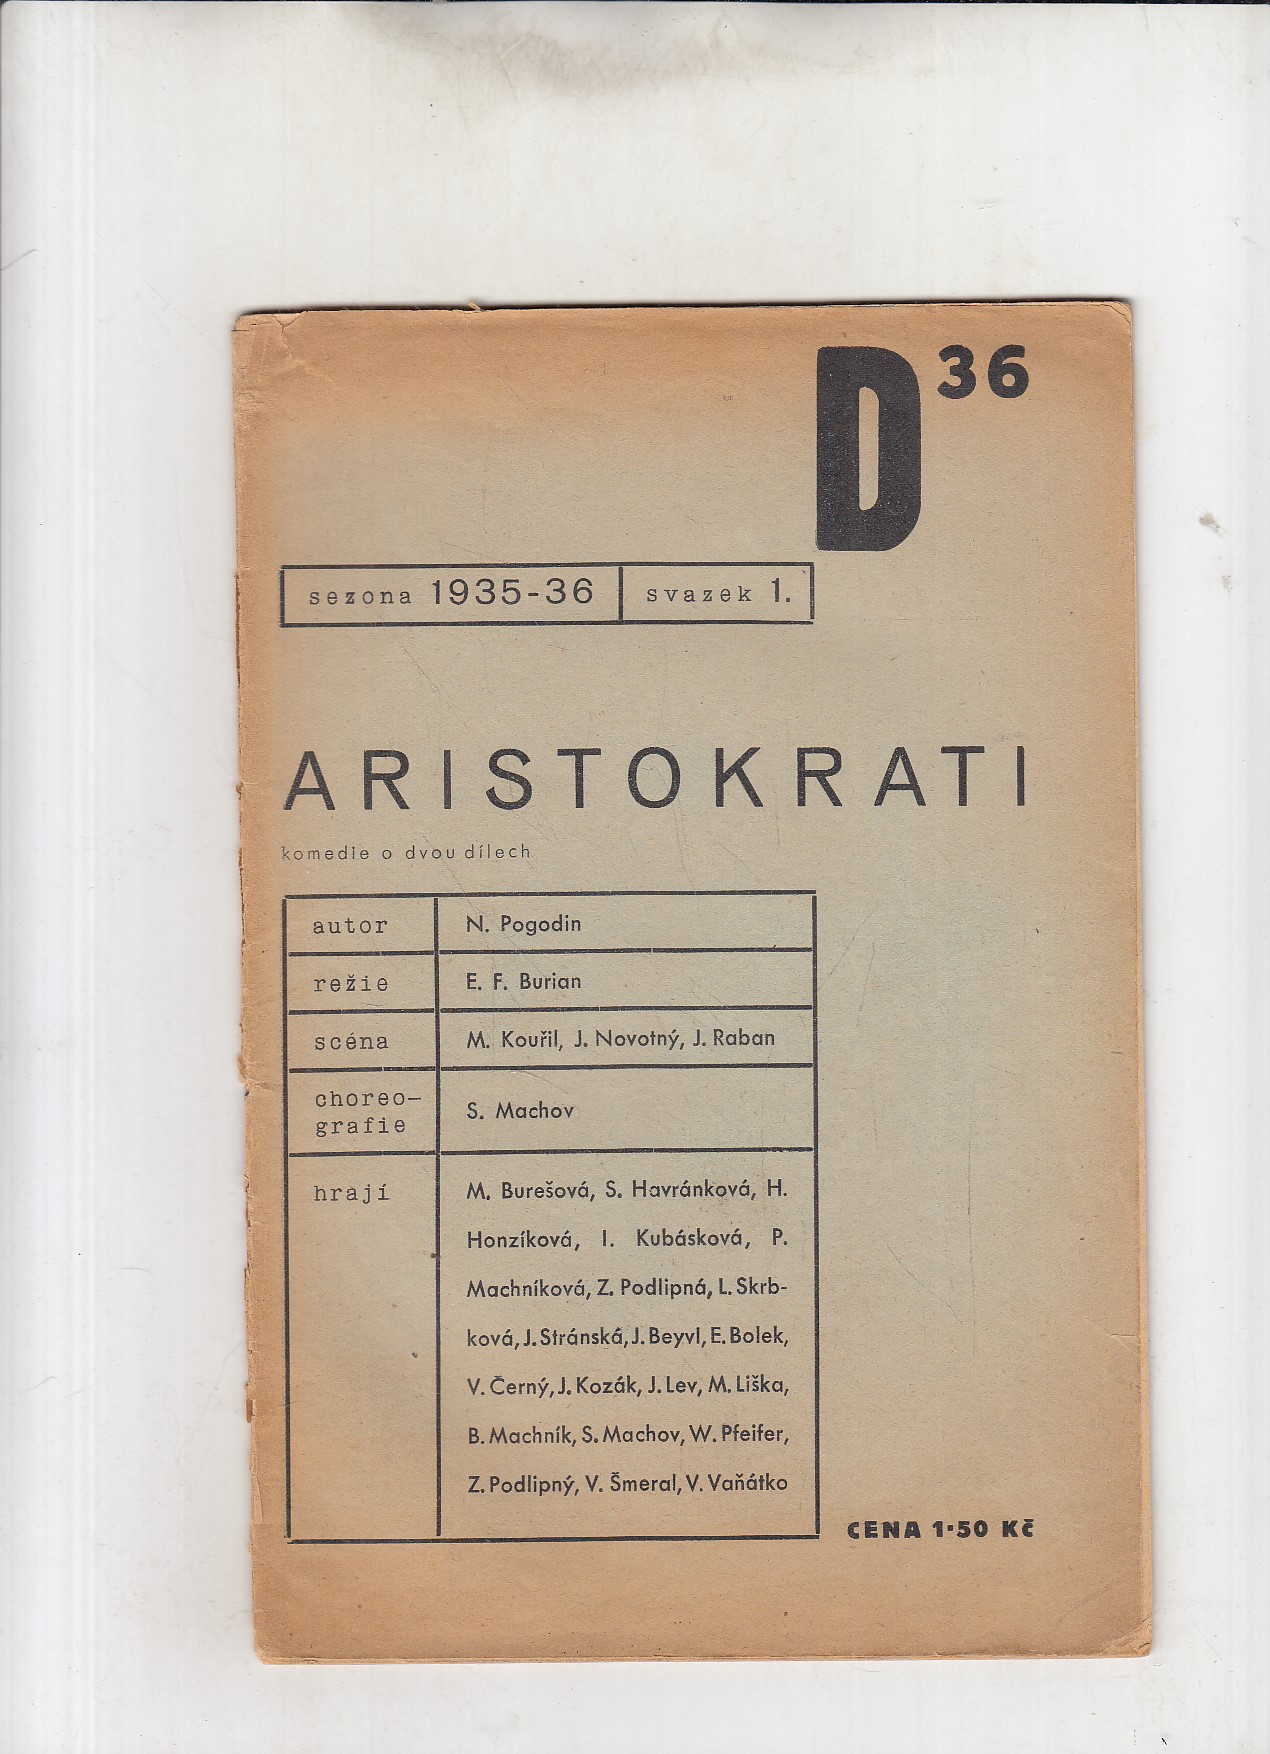 D 36
sezona 1935-36 svazek 1.
ARISTOKRATI
komedie o dvou dílech
autor N. Pogodin
režie E. F. Burian
scéna M. Kouřil, J. Novotný, J. Raban
choreo-
grafie
S. Machov
hrají M. Burešová, S. Havránková, H.
Honzíková, I. Kubásková, P.
Machníková, Z. Podlipná, L. Skrb-
ková, J. Stránská, J. Beyvl, E. Bolek,
V. Černý, J. Kozák, J. Lev, M. Liška,
B. Machník, S. Machov, W. Pfeifer,
Z. Podlipný, V. Šmeral, V. Vaňátko
CENA 1·50 Kč